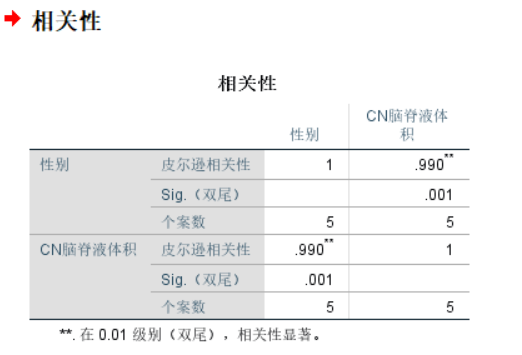 相关性
相关性
性别 CN脑脊液体积
性别 皮尔逊相关性 1 .990**
Sig.（双尾） .001
个案数 5 5
CN脑脊液体积 皮尔逊相关性 .990** 1
Sig.（双尾） .001
个案数 5 5
**. 在 0.01 级别（双尾），相关性显著。